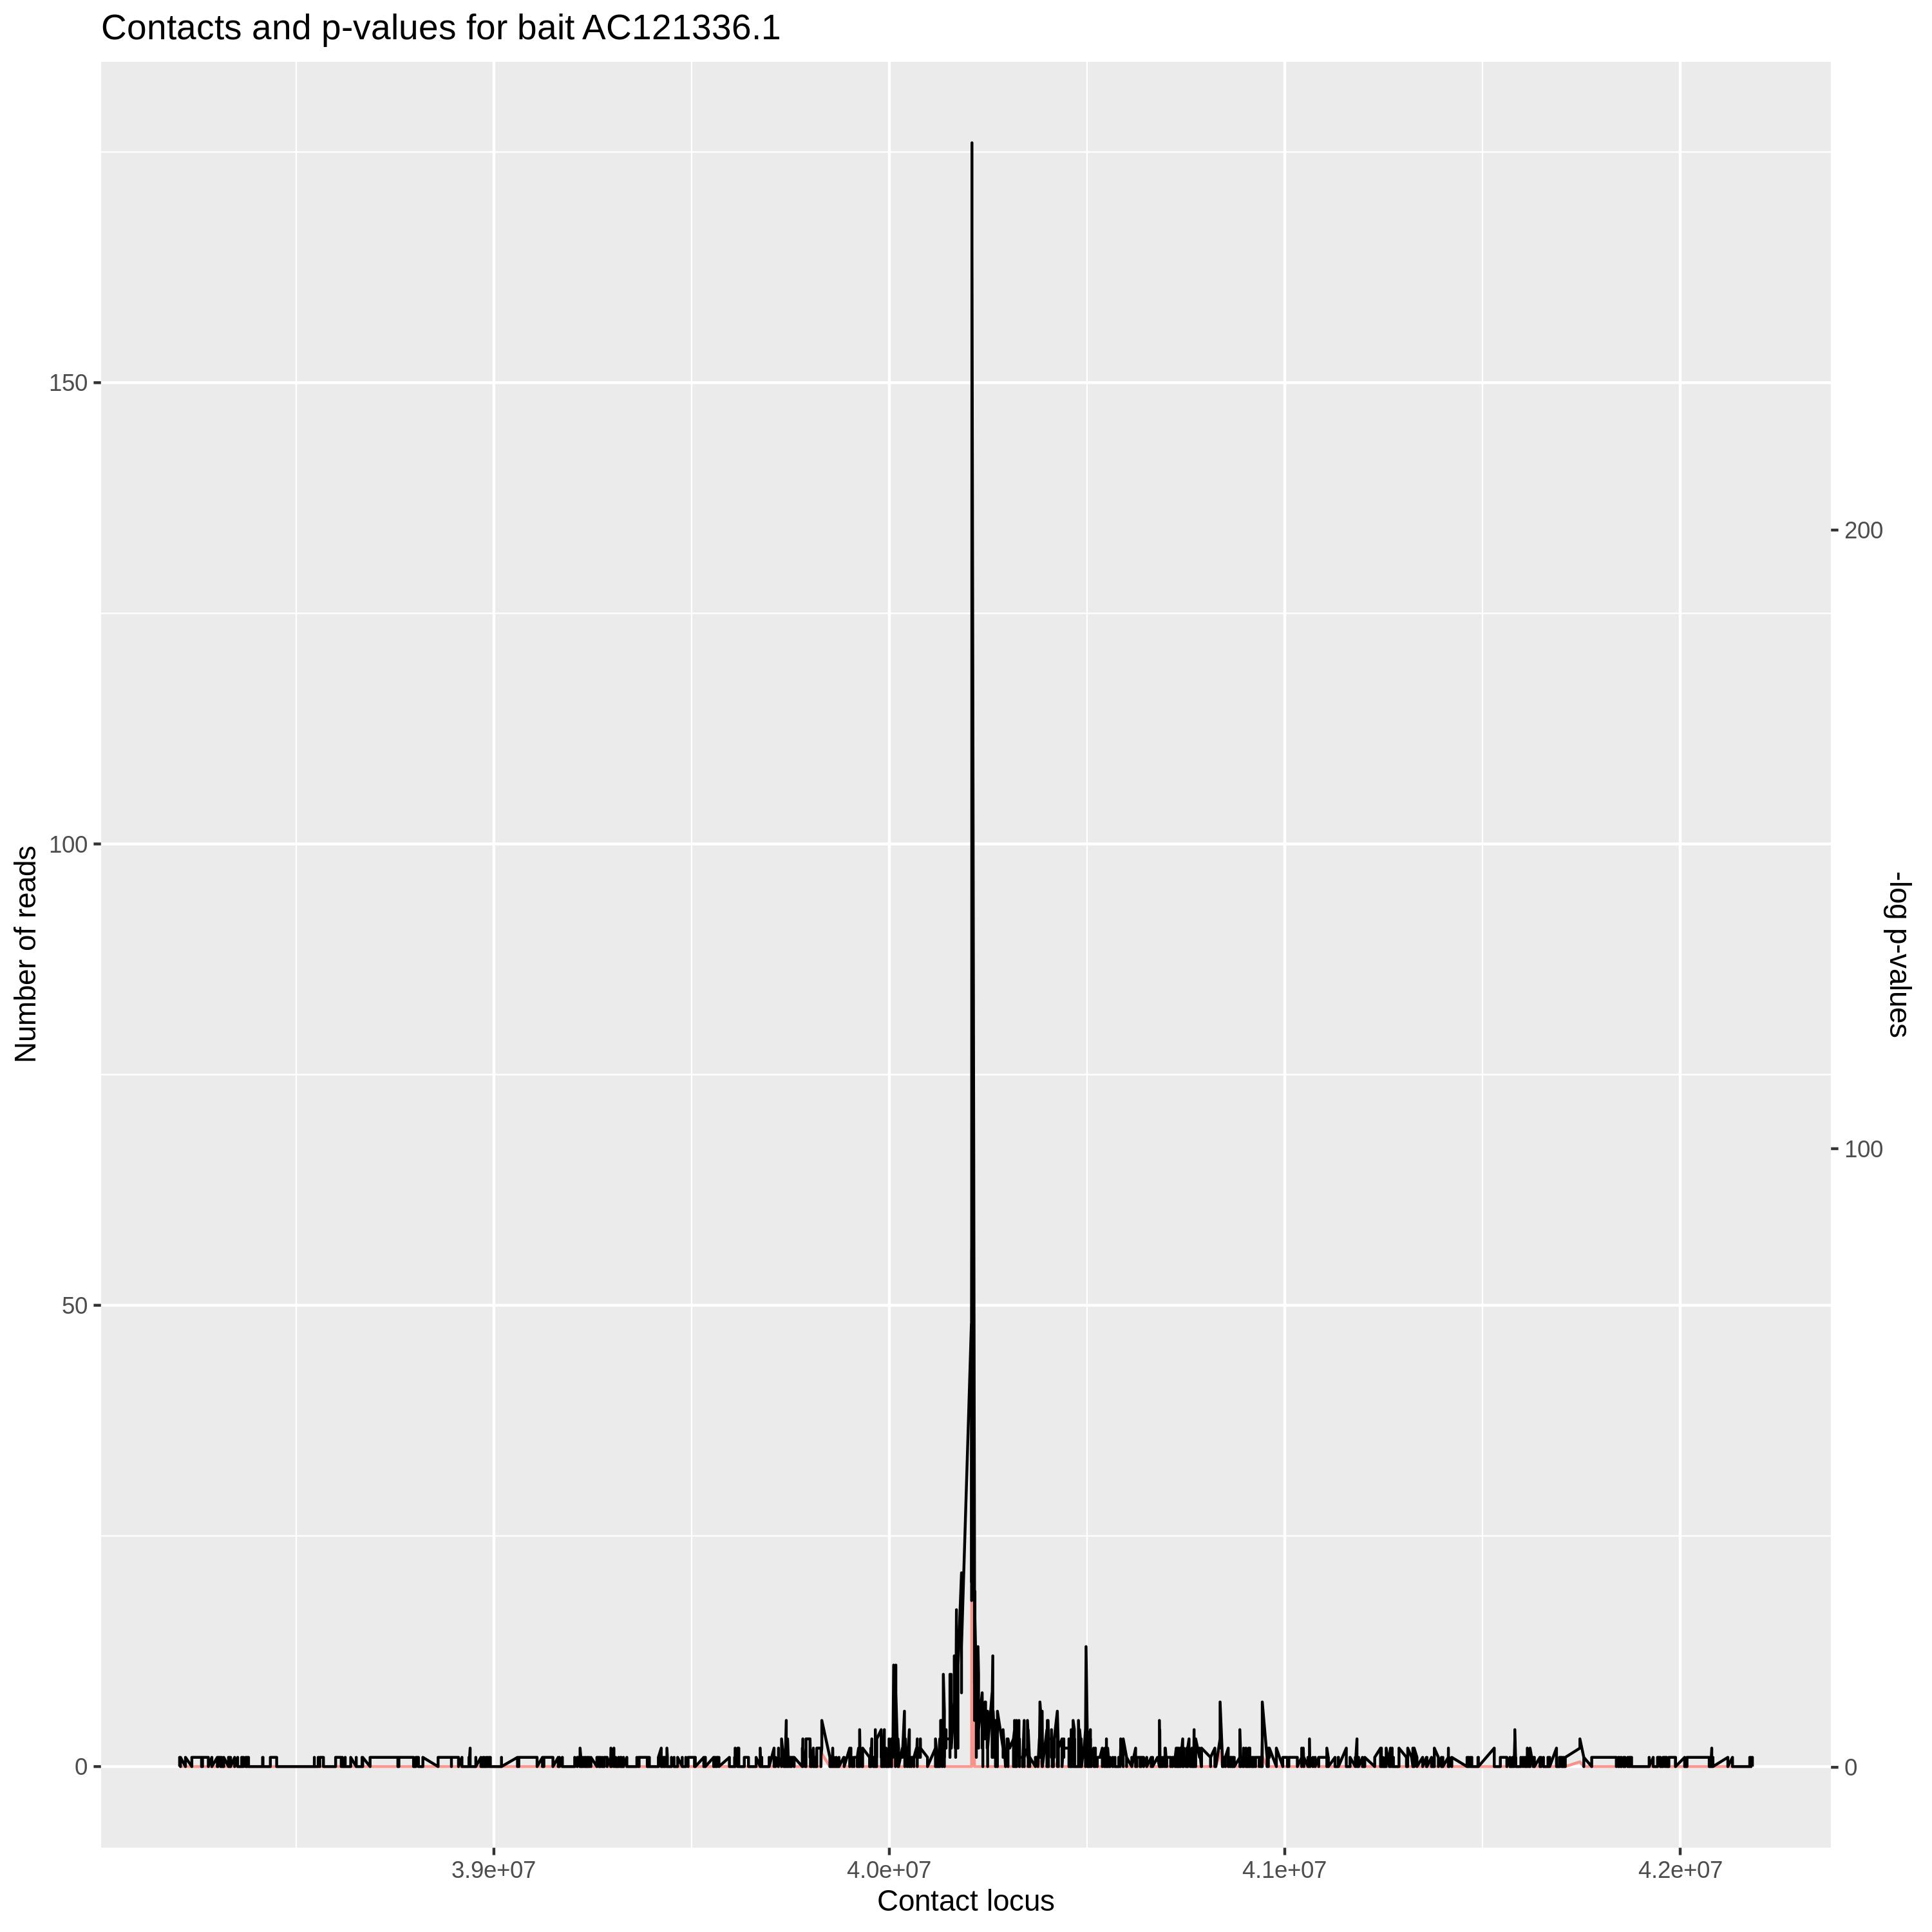 Contacts and p-values for bait AC121336.1
Number of reads
150
100
50
0
200
100
0
-log p-values
3.9e+07
4.0e+07
4.1e+07
4.2e+07
Contact locus